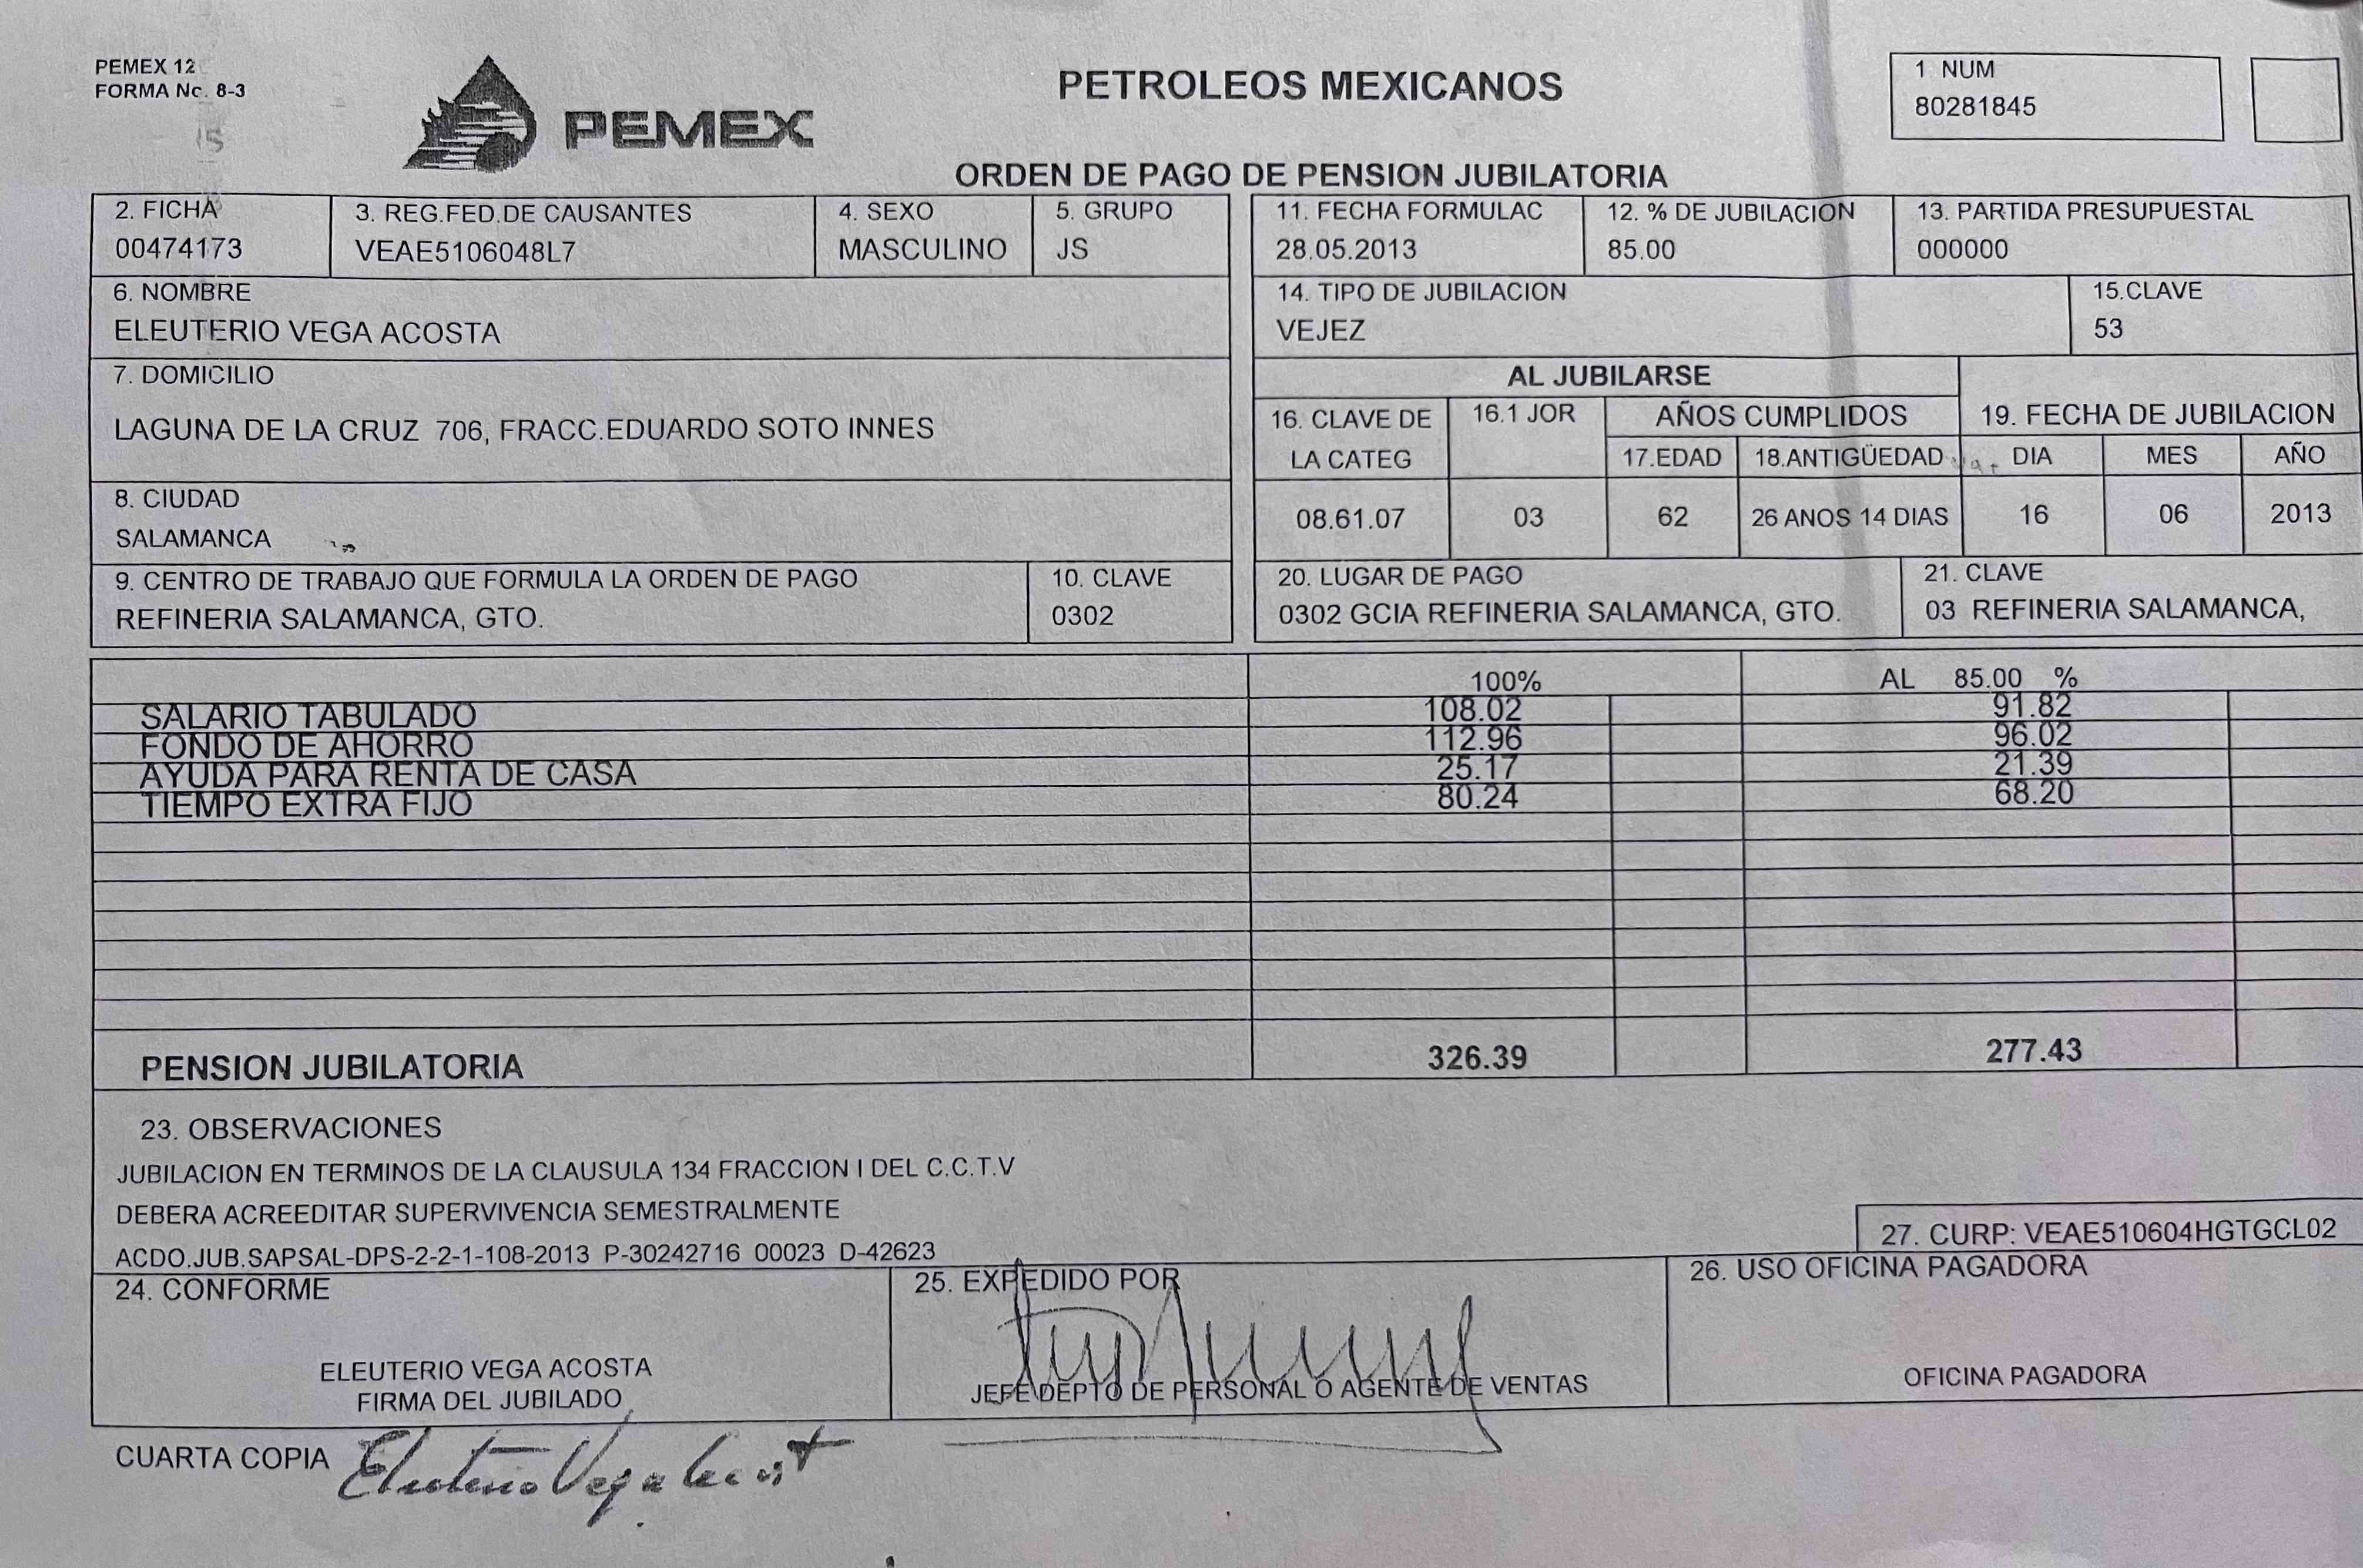 PEMEX 12
FORMA No. 8-3
15
PEMEX
PETROLEOS MEXICANOS
ORDEN DE PAGO DE PENSION JUBILATORIA
1 NUM
80281845
2. FICHA
00474173
3. REG.FED.DE CAUSANTES
VEAE5106048L7
4. SEXO
MASCULINO
5. GRUPO
JS
6. NOMBRE
ELEUTERIO VEGA ACOSTA
7. DOMICILIO
LAGUNA DE LA CRUZ 706, FRACC.EDUARDO SOTO INNES
8. CIUDAD
SALAMANCA
9. CENTRO DE TRABAJO QUE FORMULA LA ORDEN DE PAGO
REFINERIA SALAMANCA, GTO.
10. CLAVE
0302
11. FECHA FORMULAC
28.05.2013
12. % DE JUBILACION
85.00
13. PARTIDA PRESUPUESTAL
000000
14. TIPO DE JUBILACION
VEJEZ
15.CLAVE
53
AL JUBILARSE
16. CLAVE DE LA CATEG
08.61.07
16.1 JOR
03
AÑOS CUMPLIDOS
17.EDAD
62
18.ANTIGÜEDAD
26 ANOS 14 DIAS
19. FECHA DE JUBILACION
DIA MES AÑO
16 06 2013
20. LUGAR DE PAGO
0302 GCIA REFINERIA SALAMANCA, GTO.
21. CLAVE
03 REFINERIA SALAMANCA,
100% AL 85.00 %
SALARIO TABULADO 108.02 91.82
FONDO DE AHORRO 112.96 96.02
AYUDA PARA RENTA DE CASA 25.17 21.39
TIEMPO EXTRA FIJO 80.24 68.20
PENSION JUBILATORIA 326.39 277.43
23. OBSERVACIONES
JUBILACION EN TERMINOS DE LA CLAUSULA 134 FRACCION I DEL C.C.T.V
DEBERA ACREEDITAR SUPERVIVENCIA SEMESTRALMENTE
ACDO.JUB.SAPSAL-DPS-2-2-1-108-2013 P-30242716 00023 D-42623
27. CURP: VEAE510604HGTGCL02
24. CONFORME
ELEUTERIO VEGA ACOSTA
FIRMA DEL JUBILADO
25. EXPEDIDO POR
JEFE DEPTO DE PERSONAL O AGENTE DE VENTAS
26. USO OFICINA PAGADORA
OFICINA PAGADORA
CUARTA COPIA
Eleuterio Vega